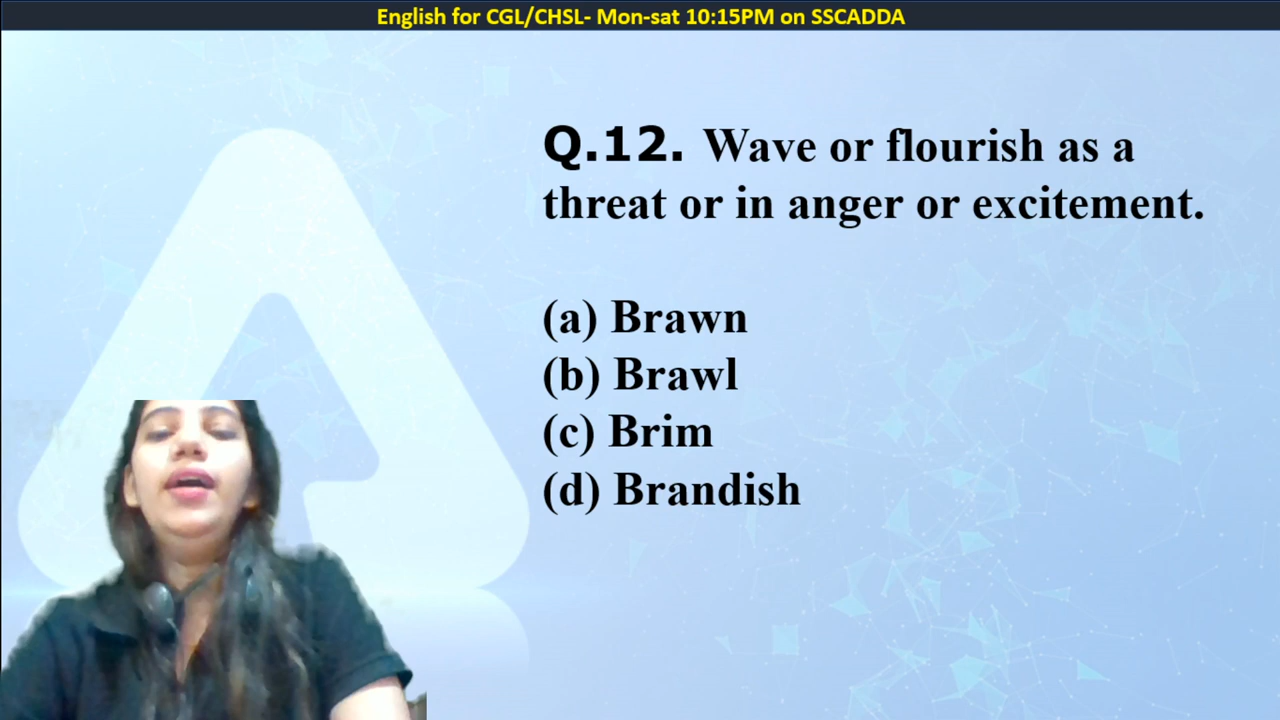 English for CGL/CHSL- Mon-sat 10:15PM on SSCADDA
Q.12. Wave or flourish as a
threat or in anger or excitement.
(a) Brawn
(b) Brawl
(c) Brim
(d) Brandish